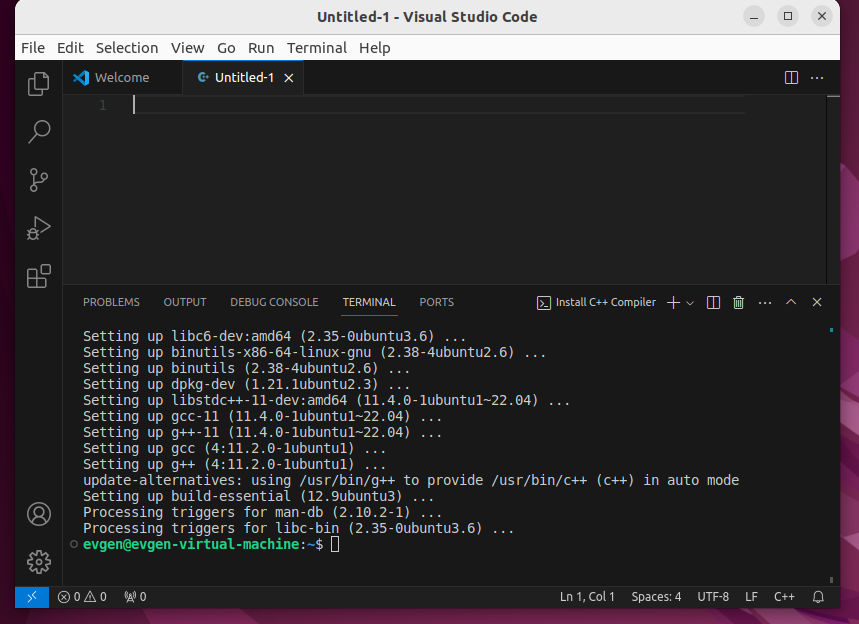 Untitled-1 - Visual Studio Code
File Edit Selection View Go Run Terminal Help
Welcome Untitled-1
1
PROBLEMS OUTPUT DEBUG CONSOLE TERMINAL PORTS Install C++ Compiler
Setting up libc6-dev:amd64 (2.35-0ubuntu3.6) ...
Setting up binutils-x86-64-linux-gnu (2.38-4ubuntu2.6) ...
Setting up binutils (2.38-4ubuntu2.6) ...
Setting up dpkg-dev (1.21.1ubuntu2.3) ...
Setting up libstdc++-11-dev:amd64 (11.4.0-1ubuntu1~22.04) ...
Setting up gcc-11 (11.4.0-1ubuntu1~22.04) ...
Setting up g++-11 (11.4.0-1ubuntu1~22.04) ...
Setting up gcc (4:11.2.0-1ubuntu1) ...
Setting up g++ (4:11.2.0-1ubuntu1) ...
update-alternatives: using /usr/bin/g++ to provide /usr/bin/c++ (c++) in auto mode
Setting up build-essential (12.9ubuntu3) ...
Processing triggers for man-db (2.10.2-1) ...
Processing triggers for libc-bin (2.35-0ubuntu3.6) ...
evgen@evgen-virtual-machine:~$
0 0 0 Ln 1, Col 1 Spaces: 4 UTF-8 LF C++